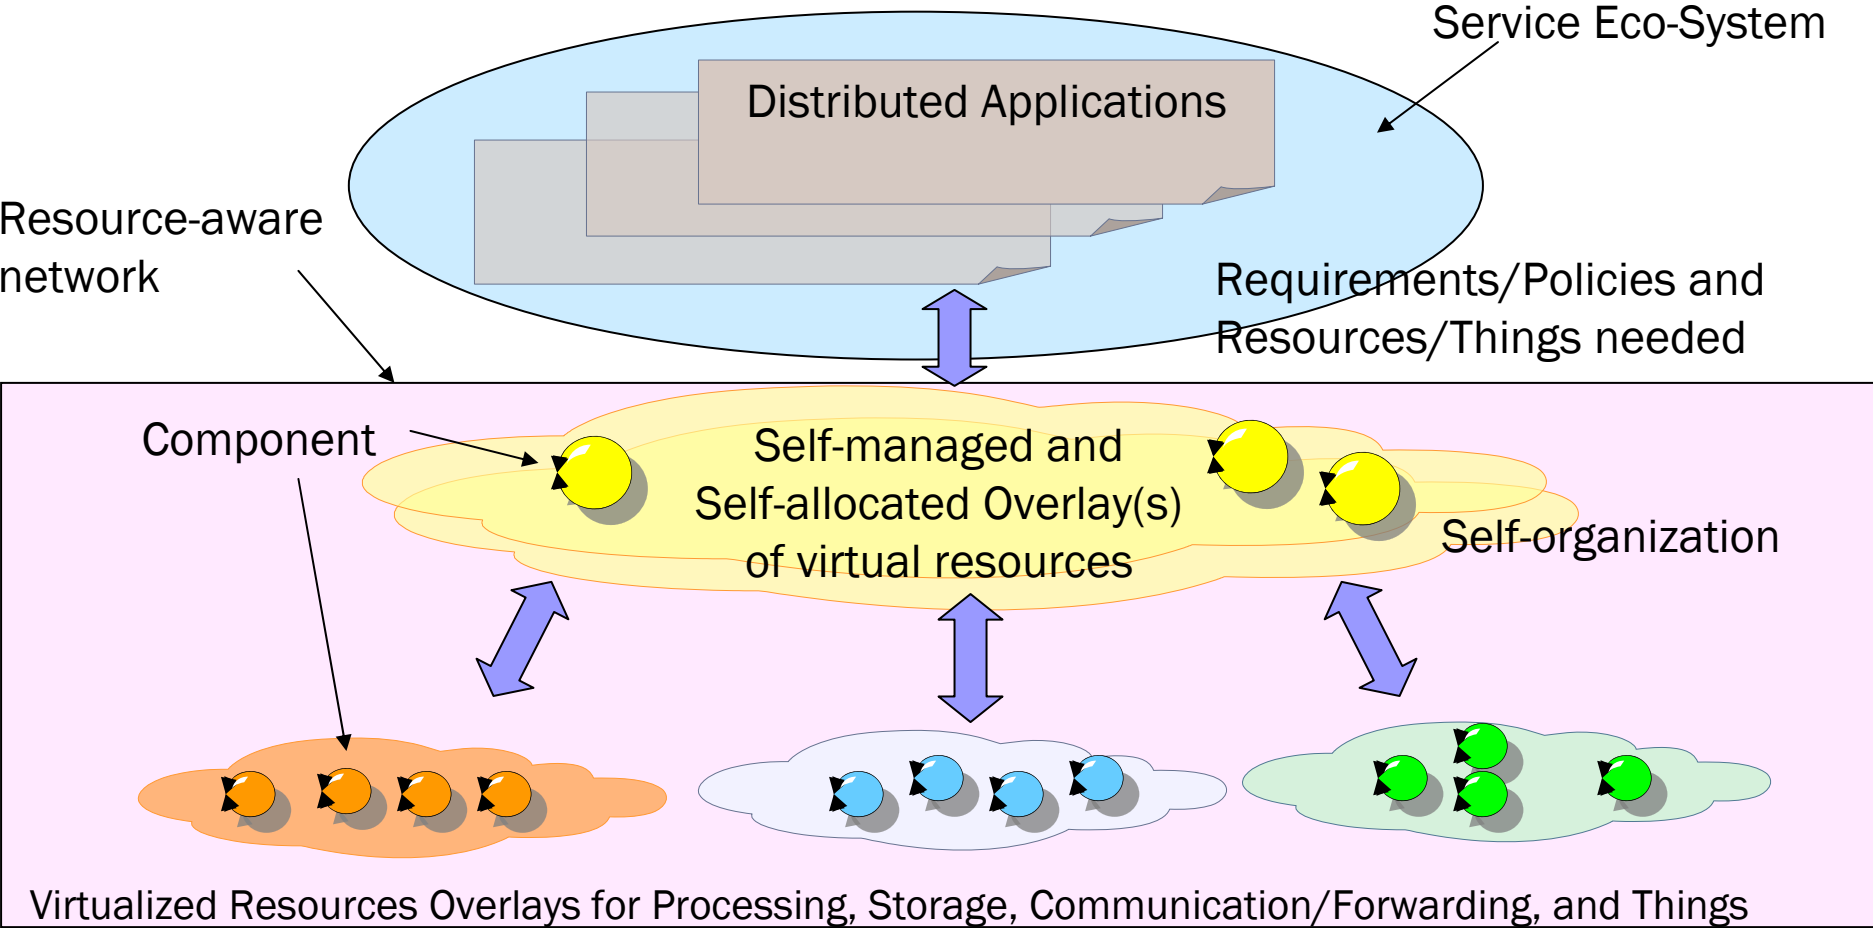 Service Eco-System
Distributed Applications
Resource-aware
network
Requirements/Policies and
Resources/Things needed
Component
Self-managed and
Self-allocated Overlay(s)
of virtual resources
Self-organization
Virtualized Resources Overlays for Processing, Storage, Communication/Forwarding, and Things